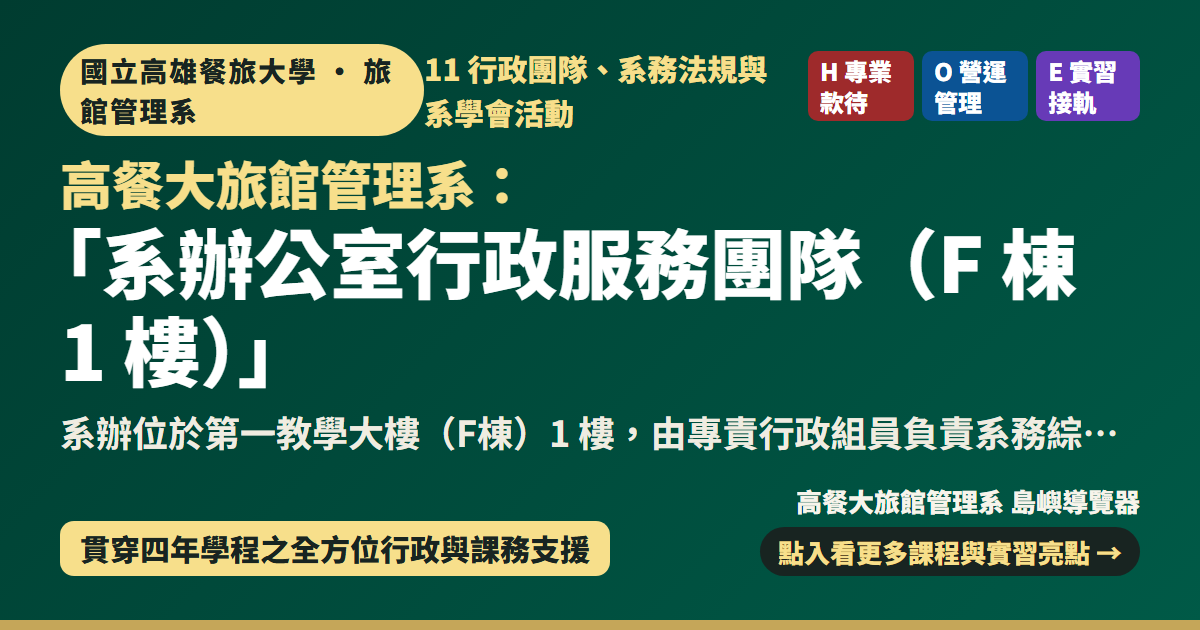 國立高雄餐旅大學 · 旅
館管理系
11 行政團隊、系務法規與
系學會活動
H 專業
款待
O 營運
管理
E 實習
接軌
高餐大旅館管理系：
「系辦公室行政服務團隊（F 棟
1 樓）」
系辦位於第一教學大樓（F棟）1 樓，由專責行政組員負責系務綜…
高餐大旅館管理系 島嶼導覽器
貫穿四年學程之全方位行政與課務支援
點入看更多課程與實習亮點 →